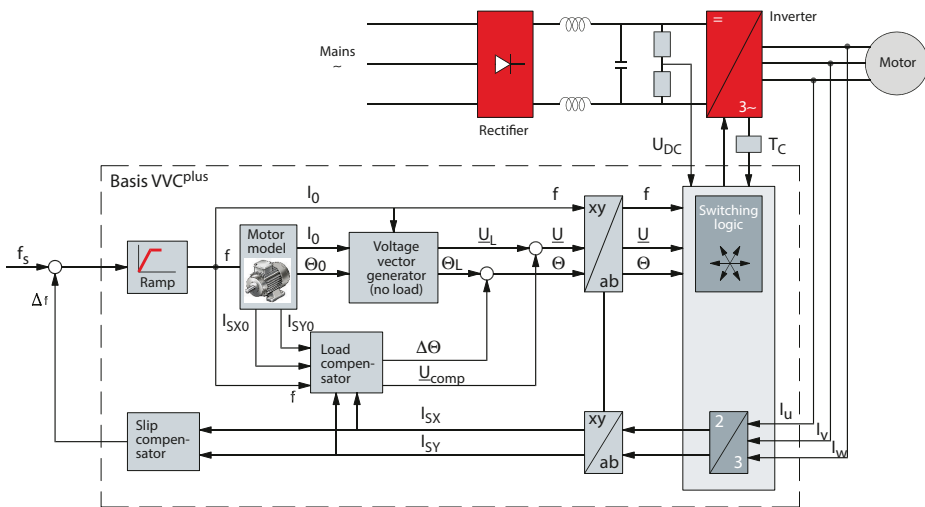 Mains
~
Rectifier
=
3~
Inverter
Motor
U_DC
T_C
Basis VVC^plus
f_s
Δf
Ramp
f
I_0
Motor
model
I_0
Θ_0
Voltage
vector
generator
(no load)
U_L
Θ_L
f
U
Θ
xy
ab
f
U
Θ
Switching
logic
I_SX0
I_SY0
Load
compen-
sator
f
ΔΘ
U_comp
Slip
compen-
sator
I_SX
I_SY
xy
ab
2
3
I_u
I_v
I_w